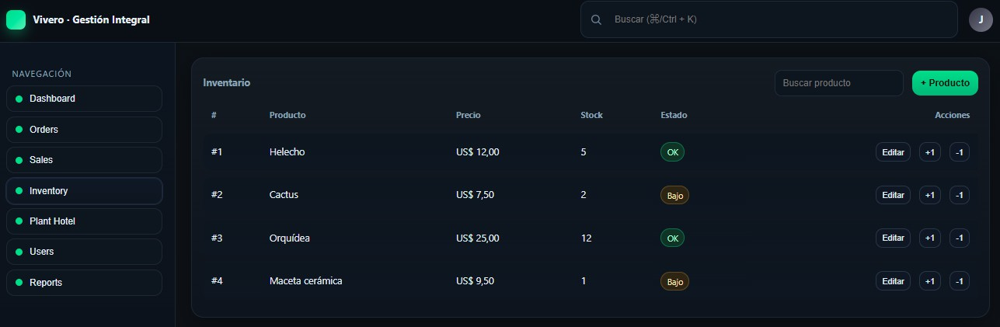 Vivero · Gestión Integral
Buscar (⌘/Ctrl + K)
J
NAVEGACIÓN
Dashboard
Orders
Sales
Inventory
Plant Hotel
Users
Reports
Inventario
Buscar producto
+ Producto
# Producto Precio Stock Estado Acciones
#1 Helecho US$ 12,00 5 OK Editar +1 -1
#2 Cactus US$ 7,50 2 Bajo Editar +1 -1
#3 Orquídea US$ 25,00 12 OK Editar +1 -1
#4 Maceta cerámica US$ 9,50 1 Bajo Editar +1 -1